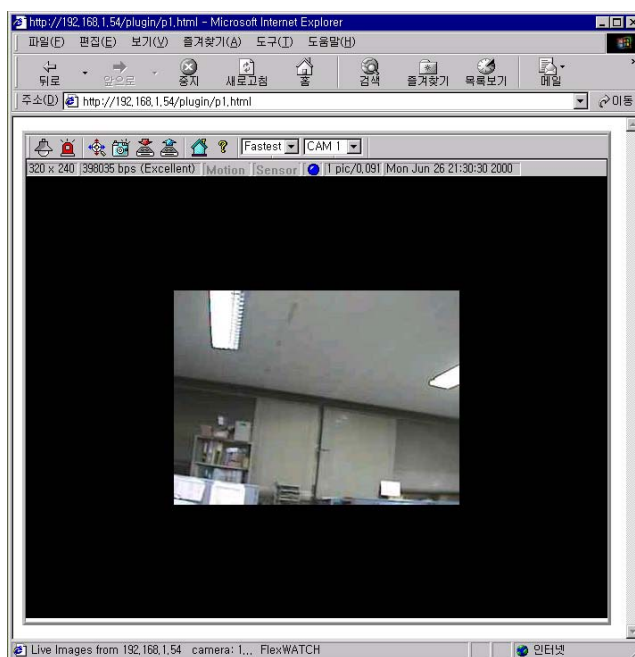 http://192,168,1,54/plugin/p1,html - Microsoft Internet Explorer
파일(F) 편집(E) 보기(V) 즐겨찾기(A) 도구(T) 도움말(H)
뒤로 앞으로 중지 새로고침 홈 검색 즐겨찾기 목록보기 메일
주소(D) http://192,168,1,54/plugin/p1,html 이동
Fastest CAM 1
320 x 240 398035 bps (Excellent) Motion Sensor 1 pic/0,091 Mon Jun 26 21:30:30 2000
Live Images from 192,168,1,54 camera: 1... FlexWATCH 인터넷